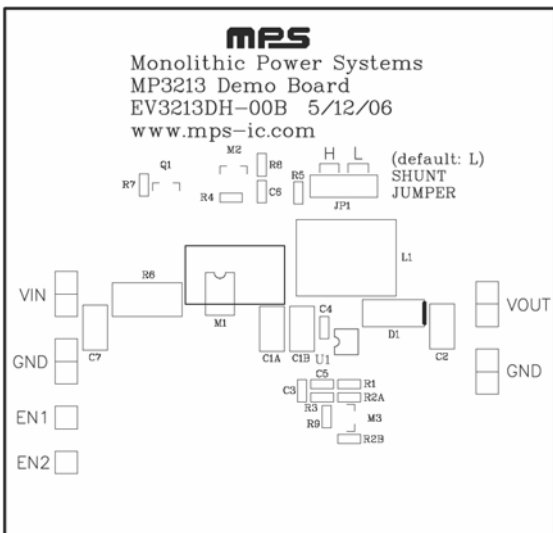 mps
Monolithic Power Systems
MP3213 Demo Board
EV3213DH-00B 5/12/06
www.mps-ic.com
M2
R8
H L
(default: L)
SHUNT
JUMPER
Q1
R7
R4
C6
R5
JP1
R6
L1
VIN
VOUT
M1
C4
D1
C7
C1A
C1B
U1
C2
GND
GND
C5
C3
R1
R2A
EN1
R3
R9
M3
R2B
EN2